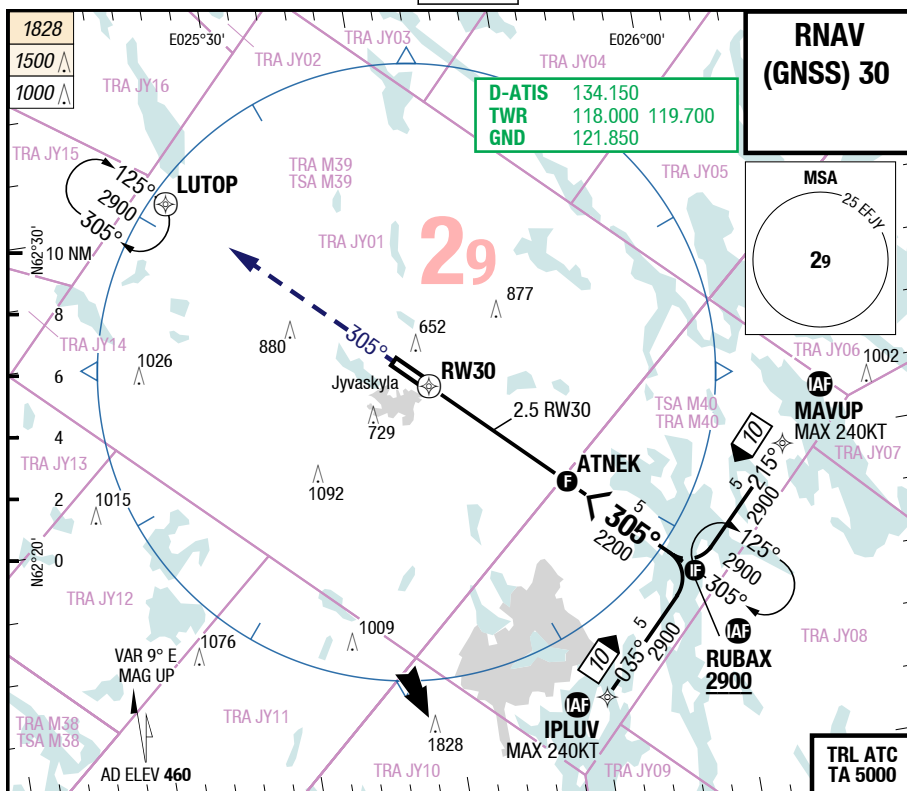 1828
1500
1000
E025°30'
E026°00'
TRA JY03
TRA JY02
TRA JY04
TRA JY16
RNAV
(GNSS) 30
D-ATIS 134.150
TWR 118.000 119.700
GND 121.850
TRA JY15
125°
2900
305°
LUTOP
TRA M39
TSA M39
TRA JY05
MSA
25 EFJY
29
N62°30'
10 NM
TRA JY01
29
877
8
652
880
305°
TRA JY14
1026
6
Jyvaskyla
RW30
TRA JY06
1002
IAF
MAVUP
MAX 240KT
TSA M40
TRA M40
2.5 RW30
729
4
10
215°
5
2900
TRA JY07
TRA JY13
ATNEK
F
1092
2
1015
5
305°
2200
125°
2900
305°
IF
0
N62°20'
TRA JY12
1009
1076
5
035°
2900
10
IAF
RUBAX
2900
TRA JY08
VAR 9° E
MAG UP
TRA M38
TSA M38
TRA JY11
1828
IAF
IPLUV
MAX 240KT
AD ELEV 460
TRA JY10
TRA JY09
TRL ATC
TA 5000